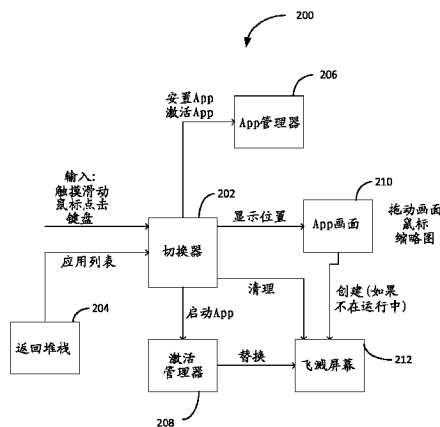 200
206
安置App
激活App
App管理器
输入:
触摸滑动
鼠标点击
键盘
202
210
显示位置
App画面
拖动画面
鼠标
缩略图
切换器
应用列表
清理
创建(如果
不在运行中)
204
启动App
返回堆栈
激活
管理器
替换
飞溅屏幕
212
208